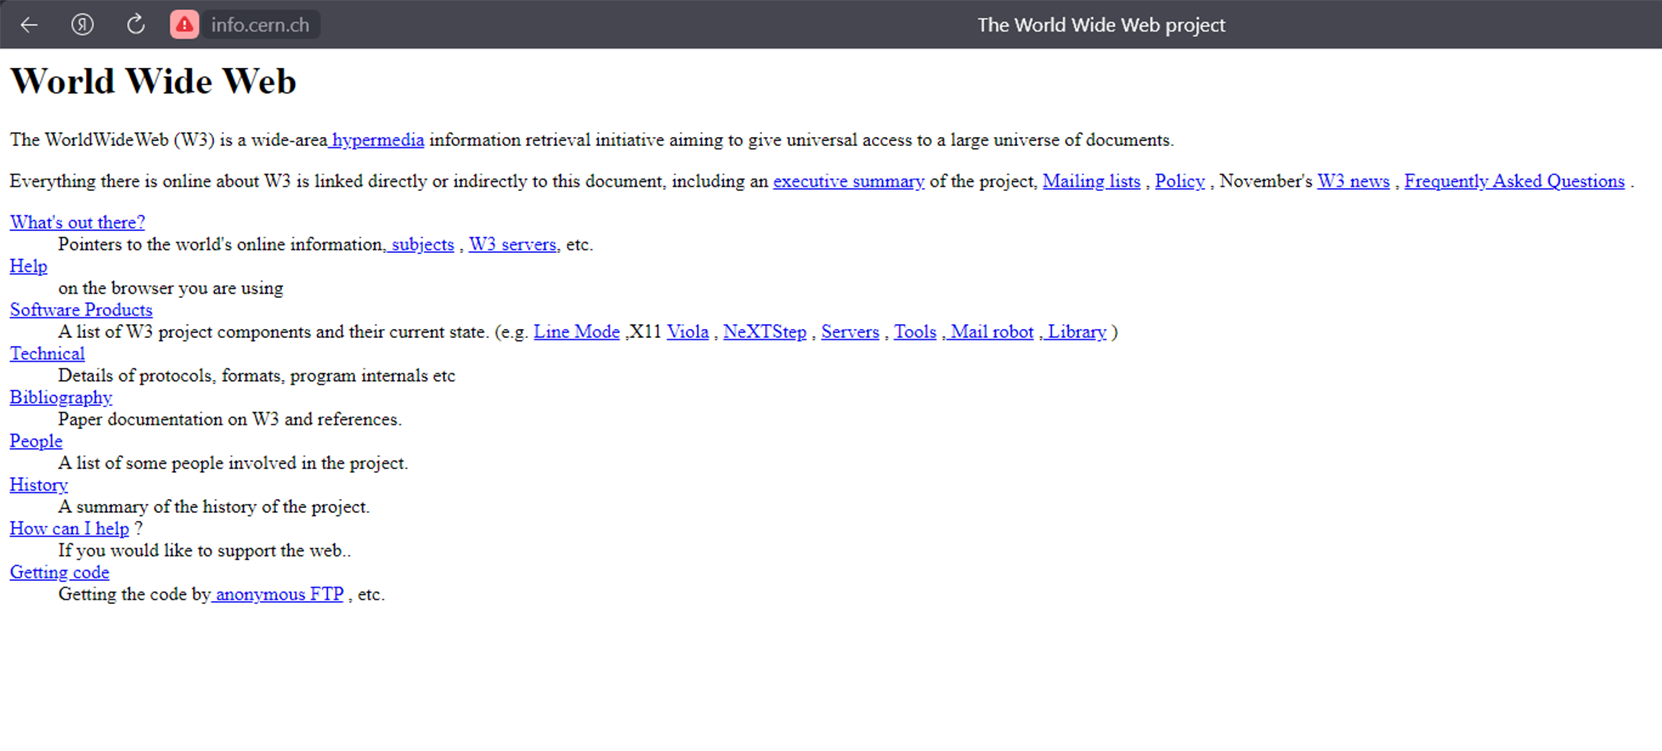 info.cern.ch The World Wide Web project
World Wide Web
The WorldWideWeb (W3) is a wide-area hypermedia information retrieval initiative aiming to give universal access to a large universe of documents.
Everything there is online about W3 is linked directly or indirectly to this document, including an executive summary of the project, Mailing lists , Policy , November's W3 news , Frequently Asked Questions .
What's out there?
Pointers to the world's online information, subjects , W3 servers, etc.
Help
on the browser you are using
Software Products
A list of W3 project components and their current state. (e.g. Line Mode ,X11 Viola , NeXTStep , Servers , Tools , Mail robot , Library )
Technical
Details of protocols, formats, program internals etc
Bibliography
Paper documentation on W3 and references.
People
A list of some people involved in the project.
History
A summary of the history of the project.
How can I help ?
If you would like to support the web..
Getting code
Getting the code by anonymous FTP , etc.